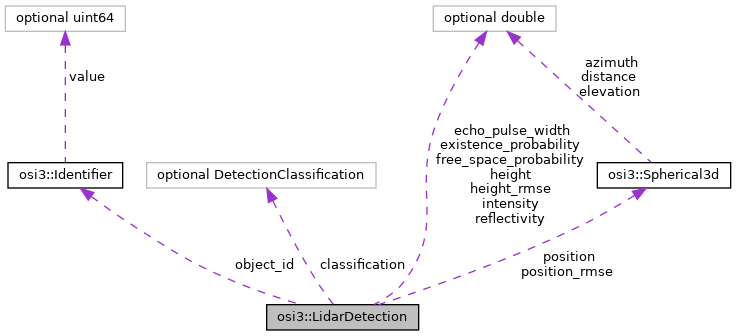 optional uint64
optional double
value
azimuth
distance
elevation
echo_pulse_width
existence_probability
free_space_probability
height
height_rmse
intensity
reflectivity
osi3::Identifier
optional DetectionClassification
osi3::Spherical3d
object_id
classification
position
position_rmse
osi3::LidarDetection